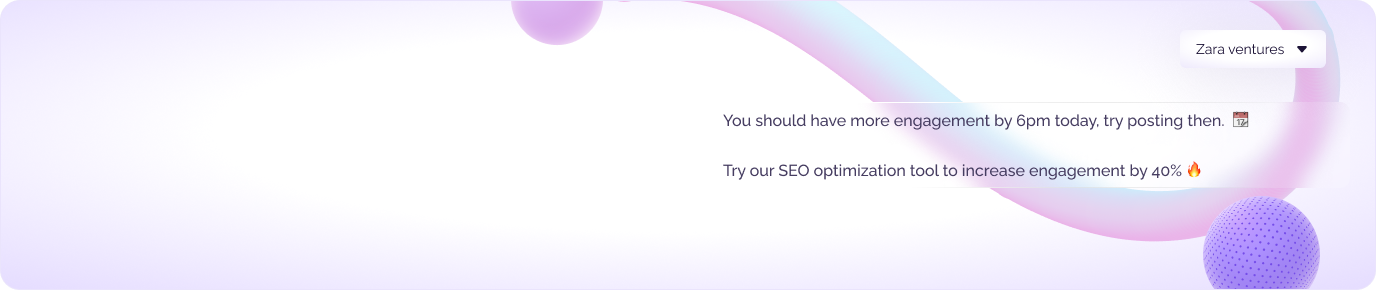 Zara ventures
You should have more engagement by 6pm today, try posting then. 📆
Try our SEO optimization tool to increase engagement by 40% 🔥